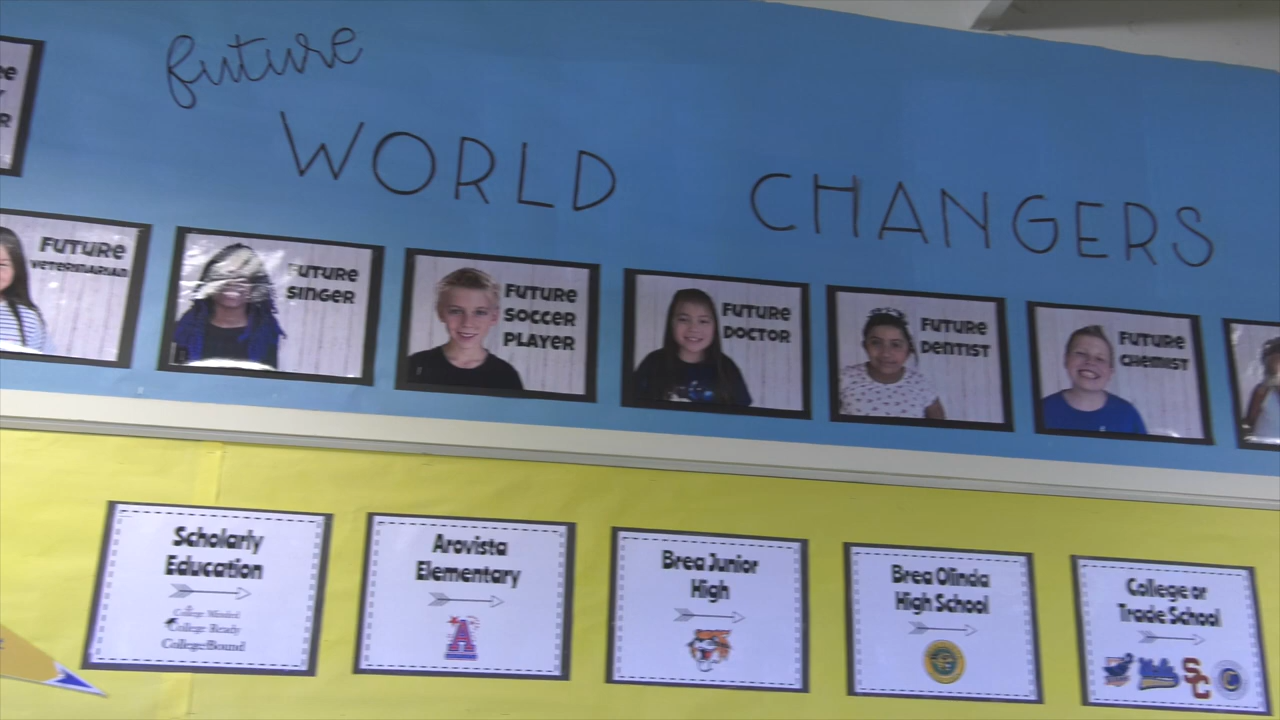 future
WORLD CHANGERS
FUTURE
VETERINARIAN
FUTURE
SINGER
FUTURE
SOCCER
PLAYER
FUTURE
DOCTOR
FUTURE
DENTIST
FUTURE
CHEMIST
Scholarly
Education
College Minded
College Ready
College Bound
Arovista
Elementary
A
Brea Junior
High
Brea Olinda
High School
College or
Trade School
SC